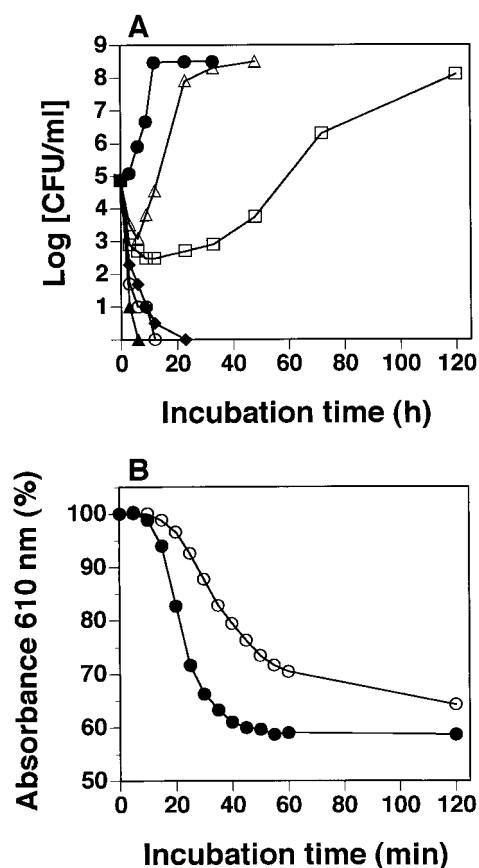 A
Log [CFU/ml]
9
8
7
6
5
4
3
2
1
0 20 40 60 80 100 120
Incubation time (h)
B
Absorbance 610 nm (%)
100
90
80
70
60
50
0 20 40 60 80 100 120
Incubation time (min)